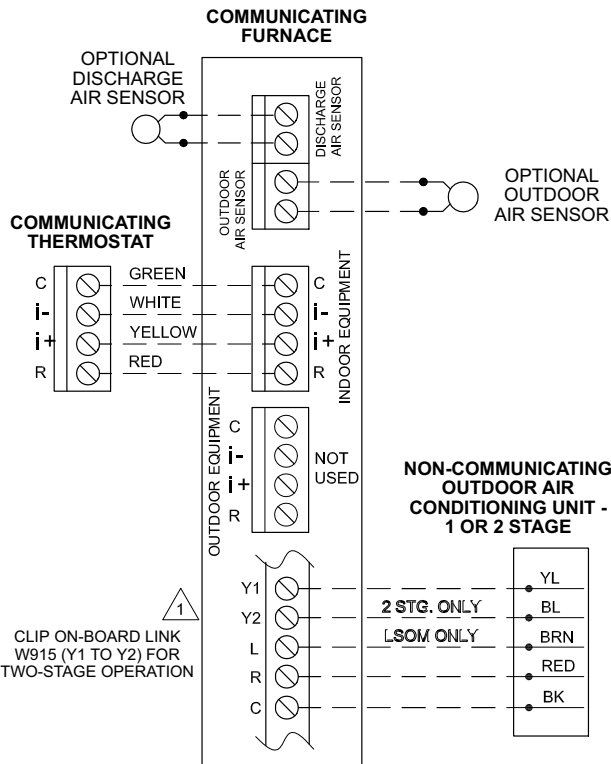 COMMUNICATING
FURNACE
OPTIONAL
DISCHARGE
AIR SENSOR
DISCHARGE
AIR SENSOR
OUTDOOR
AIR SENSOR
OPTIONAL
OUTDOOR
AIR SENSOR
COMMUNICATING
THERMOSTAT
C GREEN C
i- WHITE i-
i+ YELLOW i+
R RED R
INDOOR EQUIPMENT
OUTDOOR EQUIPMENT
C
i-
i+
R
NOT
USED
NON-COMMUNICATING
OUTDOOR AIR
CONDITIONING UNIT -
1 OR 2 STAGE
1
CLIP ON-BOARD LINK
W915 (Y1 TO Y2) FOR
TWO-STAGE OPERATION
Y1 YL
Y2 2 STG. ONLY BL
L LSOM ONLY BRN
R RED
C BK